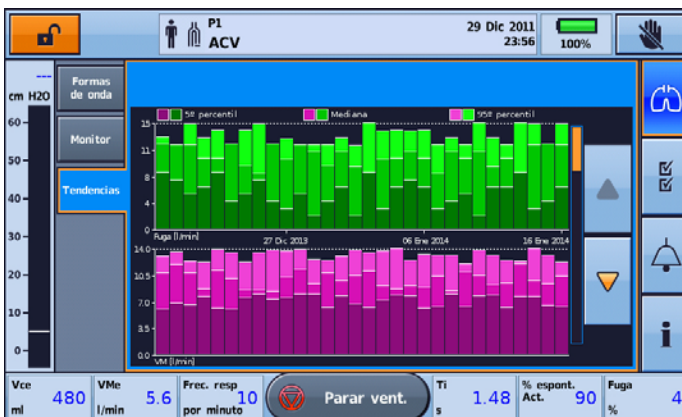 P1
ACV
29 Dic 2011
23:56
100%
---
cm H2O
60
50
40
30
20
10
0
Formas
de onda
Monitor
Tendencias
5º percentil
Mediana
95º percentil
15
11
8
4
0
Fuga [l/min]
27 Dic 2013
06 Ene 2014
16 Ene 2014
14.0
10.5
7.0
3.5
0.0
VM [l/min]
Vce
480
ml
VMe
5.6
l/min
Frec. resp
10
por minuto
Parar vent.
Ti
1.48
s
% espont.
Act.
90
Fuga
4
%